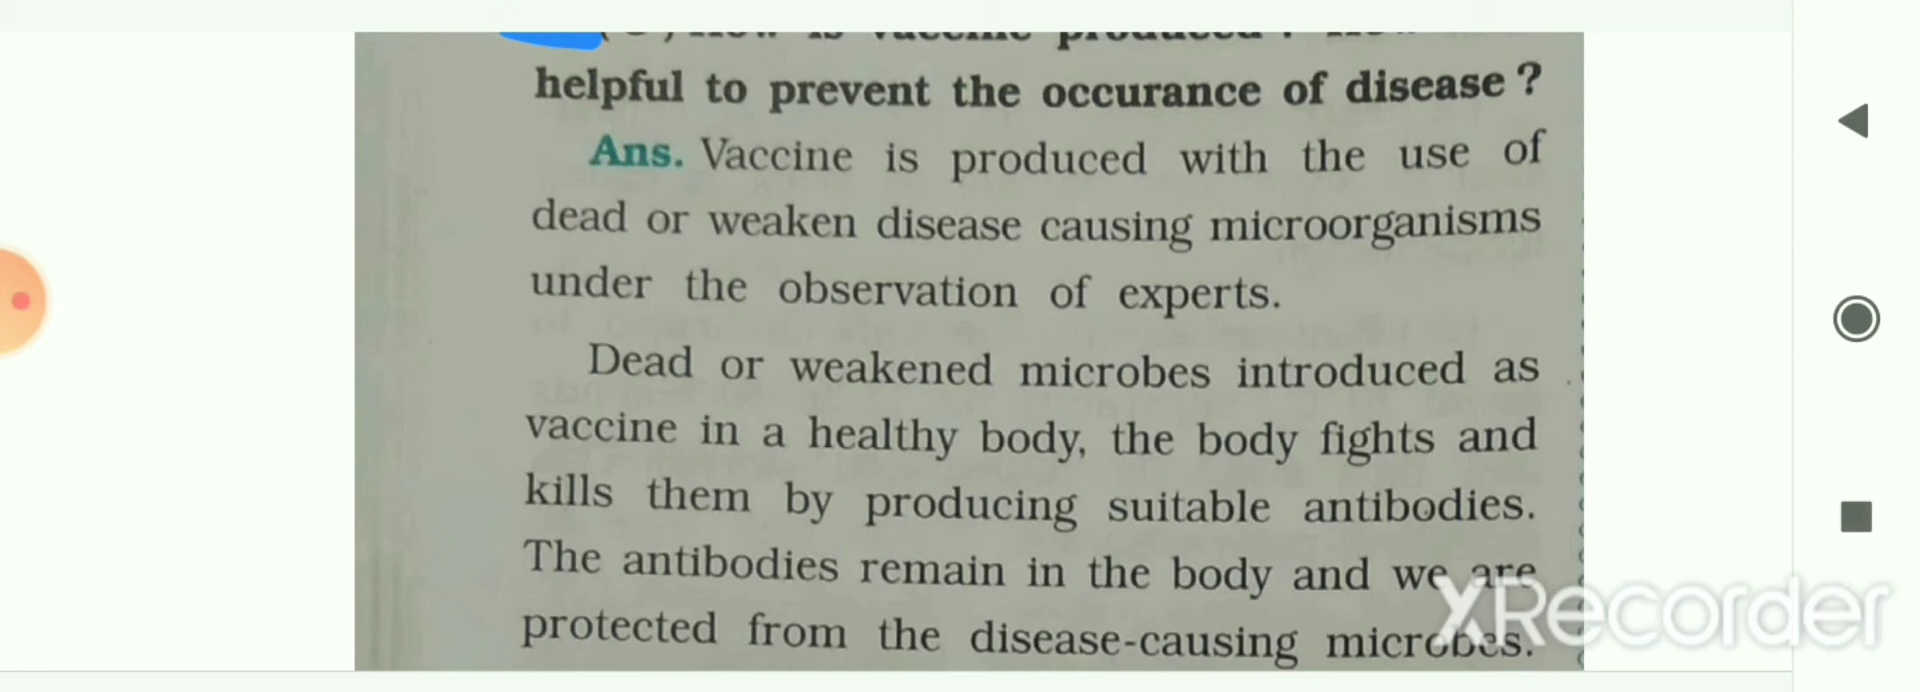 helpful to prevent the occurance of disease ?
Ans. Vaccine is produced with the use of
dead or weaken disease causing microorganisms
under the observation of experts.
Dead or weakened microbes introduced as
vaccine in a healthy body, the body fights and
kills them by producing suitable antibodies.
The antibodies remain in the body and we are
protected from the disease-causing microbes.
XRecorder